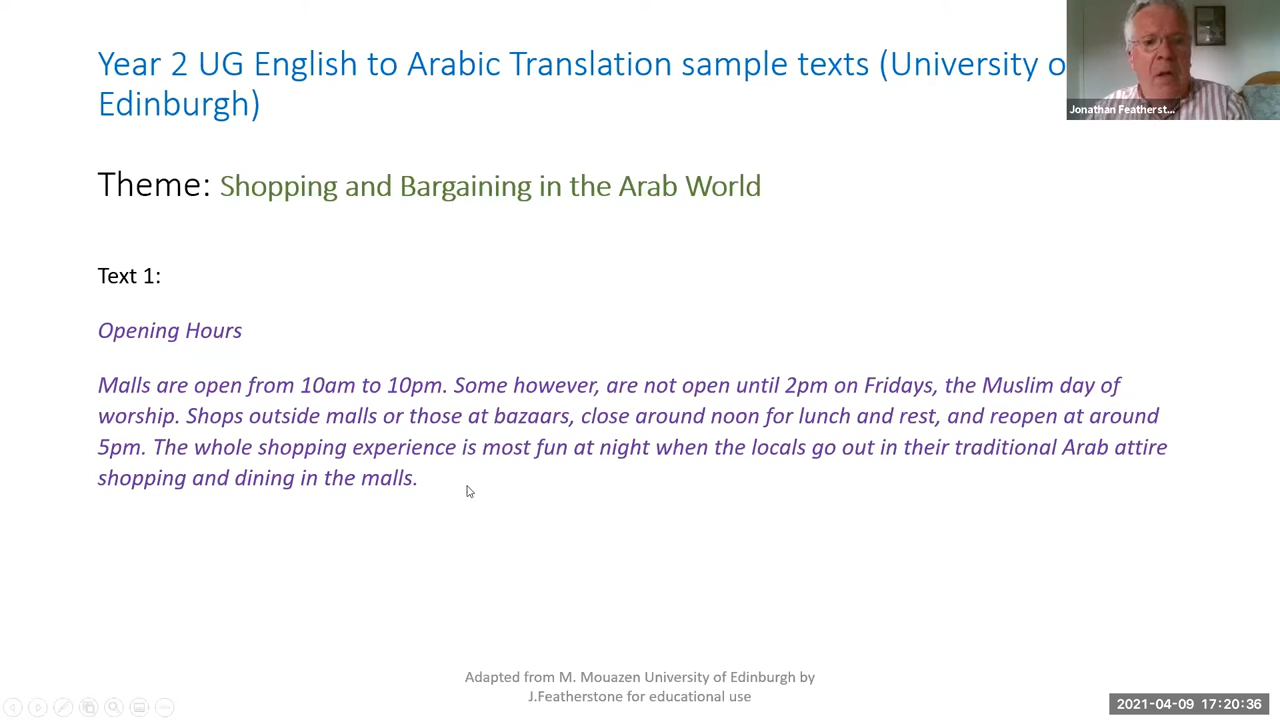 Year 2 UG English to Arabic Translation sample texts (University o
Edinburgh)
Jonathan Featherst...
Theme: Shopping and Bargaining in the Arab World
Text 1:
Opening Hours
Malls are open from 10am to 10pm. Some however, are not open until 2pm on Fridays, the Muslim day of
worship. Shops outside malls or those at bazaars, close around noon for lunch and rest, and reopen at around
5pm. The whole shopping experience is most fun at night when the locals go out in their traditional Arab attire
shopping and dining in the malls.
Adapted from M. Mouazen University of Edinburgh by
J.Featherstone for educational use
2021-04-09 17:20:36